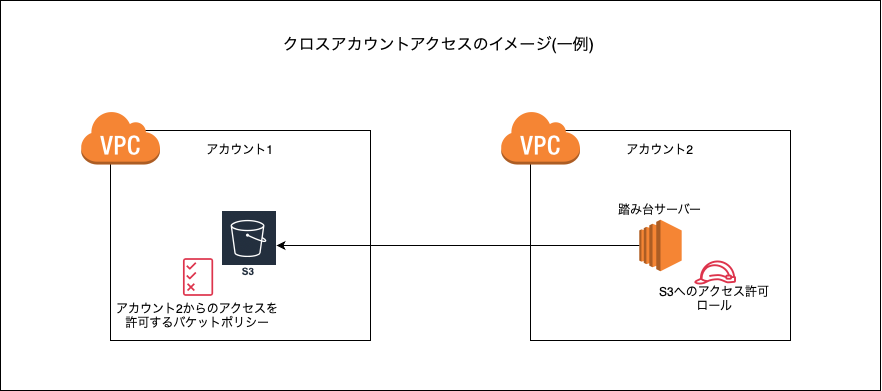 クロスアカウントアクセスのイメージ(一例)
VPC
アカウント1
VPC
アカウント2
踏み台サーバー
S3
S3へのアクセス許可
ロール
アカウント2からのアクセスを
許可するバケットポリシー